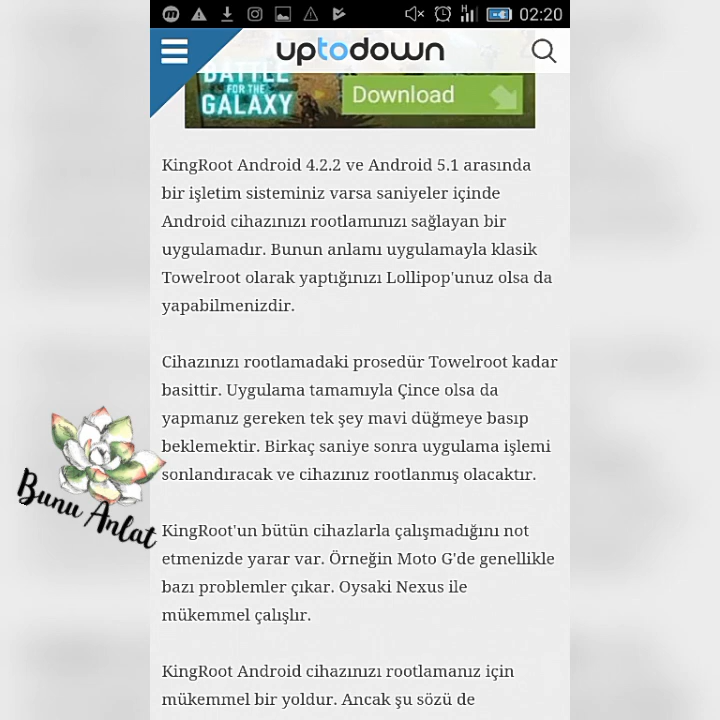 02:20
uptodown
BATTLE
FOR THE
GALAXY
Download
KingRoot Android 4.2.2 ve Android 5.1 arasında
bir işletim sisteminiz varsa saniyeler içinde
Android cihazınızı rootlamınızı sağlayan bir
uygulamadır. Bunun anlamı uygulamayla klasik
Towelroot olarak yaptığınızı Lollipop'unuz olsa da
yapabilmenizdir.
Cihazınızı rootlamadaki prosedür Towelroot kadar
basittir. Uygulama tamamıyla Çince olsa da
yapmanız gereken tek şey mavi düğmeye basıp
beklemektir. Birkaç saniye sonra uygulama işlemi
sonlandıracak ve cihazınız rootlanmış olacaktır.
Bunu Anlat
KingRoot'un bütün cihazlarla çalışmadığını not
etmenizde yarar var. Örneğin Moto G'de genellikle
bazı problemler çıkar. Oysaki Nexus ile
mükemmel çalışlır.
KingRoot Android cihazınızı rootlamanız için
mükemmel bir yoldur. Ancak şu sözü de